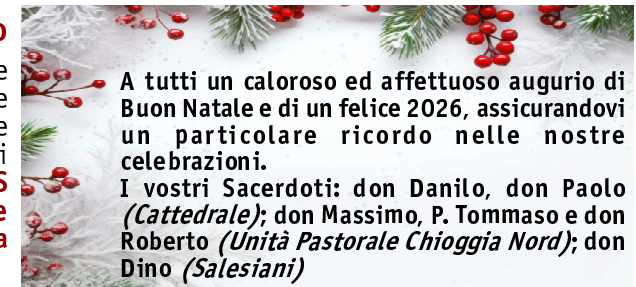 A tutti un caloroso ed affettuoso augurio di
Buon Natale e di un felice 2026, assicurandovi
un particolare ricordo nelle nostre
celebrazioni.
I vostri Sacerdoti: don Danilo, don Paolo
(Cattedrale); don Massimo, P. Tommaso e don
Roberto (Unità Pastorale Chioggia Nord); don
Dino (Salesiani)